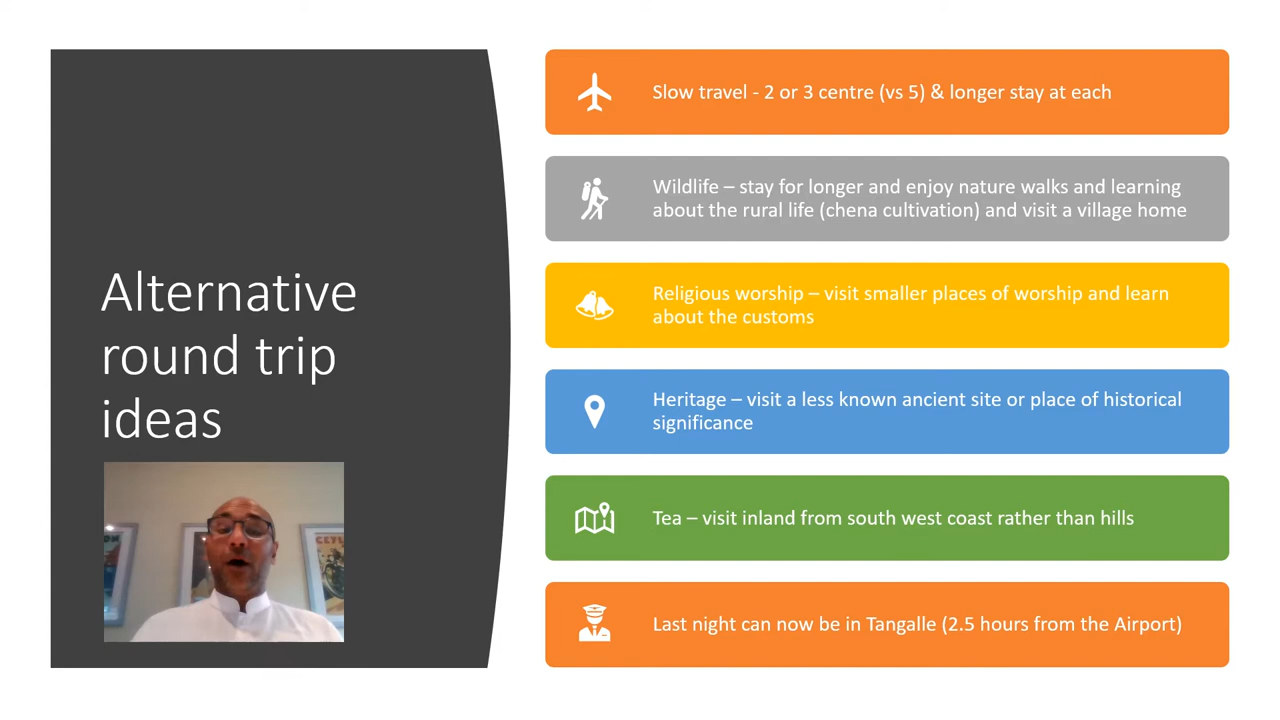 Alternative
round trip
ideas
Slow travel - 2 or 3 centre (vs 5) & longer stay at each
Wildlife – stay for longer and enjoy nature walks and learning
about the rural life (chena cultivation) and visit a village home
Religious worship – visit smaller places of worship and learn
about the customs
Heritage – visit a less known ancient site or place of historical
significance
Tea – visit inland from south west coast rather than hills
Last night can now be in Tangalle (2.5 hours from the Airport)